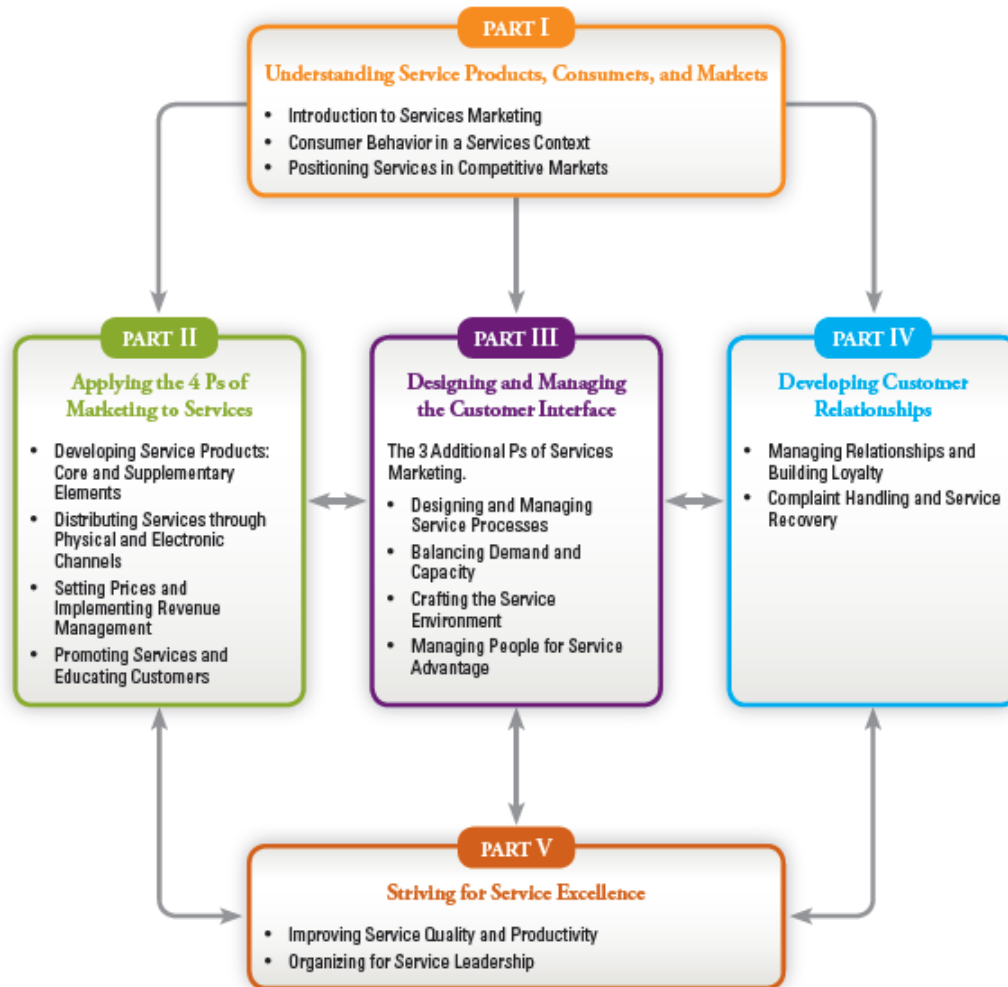 PART I
Understanding Service Products, Consumers, and Markets
• Introduction to Services Marketing
• Consumer Behavior in a Services Context
• Positioning Services in Competitive Markets
PART II
Applying the 4 Ps of
Marketing to Services
• Developing Service Products:
Core and Supplementary
Elements
• Distributing Services through
Physical and Electronic
Channels
• Setting Prices and
Implementing Revenue
Management
• Promoting Services and
Educating Customers
PART III
Designing and Managing
the Customer Interface
The 3 Additional Ps of Services
Marketing.
• Designing and Managing
Service Processes
• Balancing Demand and
Capacity
• Crafting the Service
Environment
• Managing People for Service
Advantage
PART IV
Developing Customer
Relationships
• Managing Relationships and
Building Loyalty
• Complaint Handling and Service
Recovery
PART V
Striving for Service Excellence
• Improving Service Quality and Productivity
• Organizing for Service Leadership